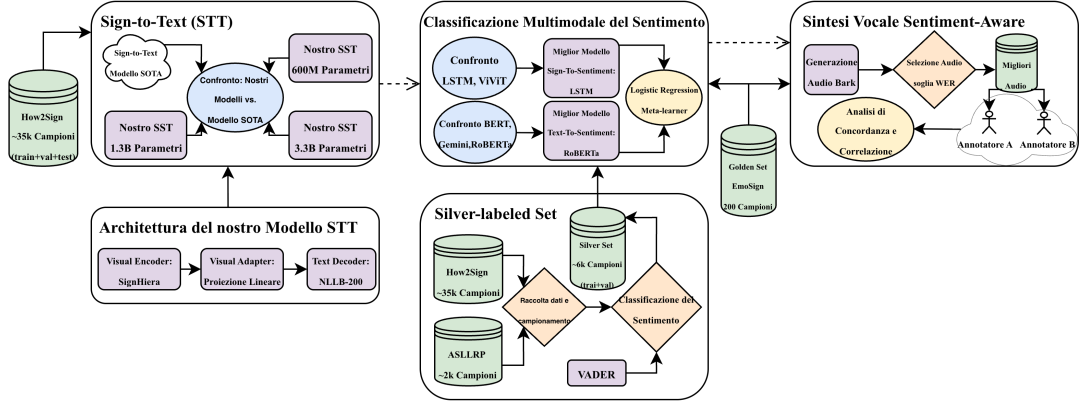 Sign-to-Text (STT)
Sign-to-Text
Modello SOTA
Nostro SST
600M Parametri
Confronto: Nostri
Modelli vs.
Modello SOTA
Nostro SST
1.3B Parametri
Nostro SST
3.3B Parametri
How2Sign
~35k Campioni
(train+val+test)
Architettura del nostro Modello STT
Visual Encoder:
SignHiera
Visual Adapter:
Proiezione Lineare
Text Decoder:
NLLB-200
Classificazione Multimodale del Sentimento
Confronto
LSTM, ViViT
Miglior Modello
Sign-To-Sentiment:
LSTM
Confronto BERT,
Gemini,RoBERTa
Miglior Modello
Text-To-Sentiment:
RoBERTa
Logistic Regression
Meta-learner
Golden Set
EmoSign
200 Campioni
Silver-labeled Set
How2Sign
~35k Campioni
ASLLRP
~2k Campioni
Raccolta dati e
campionamento
Silver Set
~6k Campioni
(trai+val)
Classificazione del
Sentimento
VADER
Sintesi Vocale Sentiment-Aware
Generazione
Audio Bark
Selezione Audio
soglia WER
Migliori
Audio
Analisi di
Concordanza e
Correlazione
Annotatore A
Annotatore B